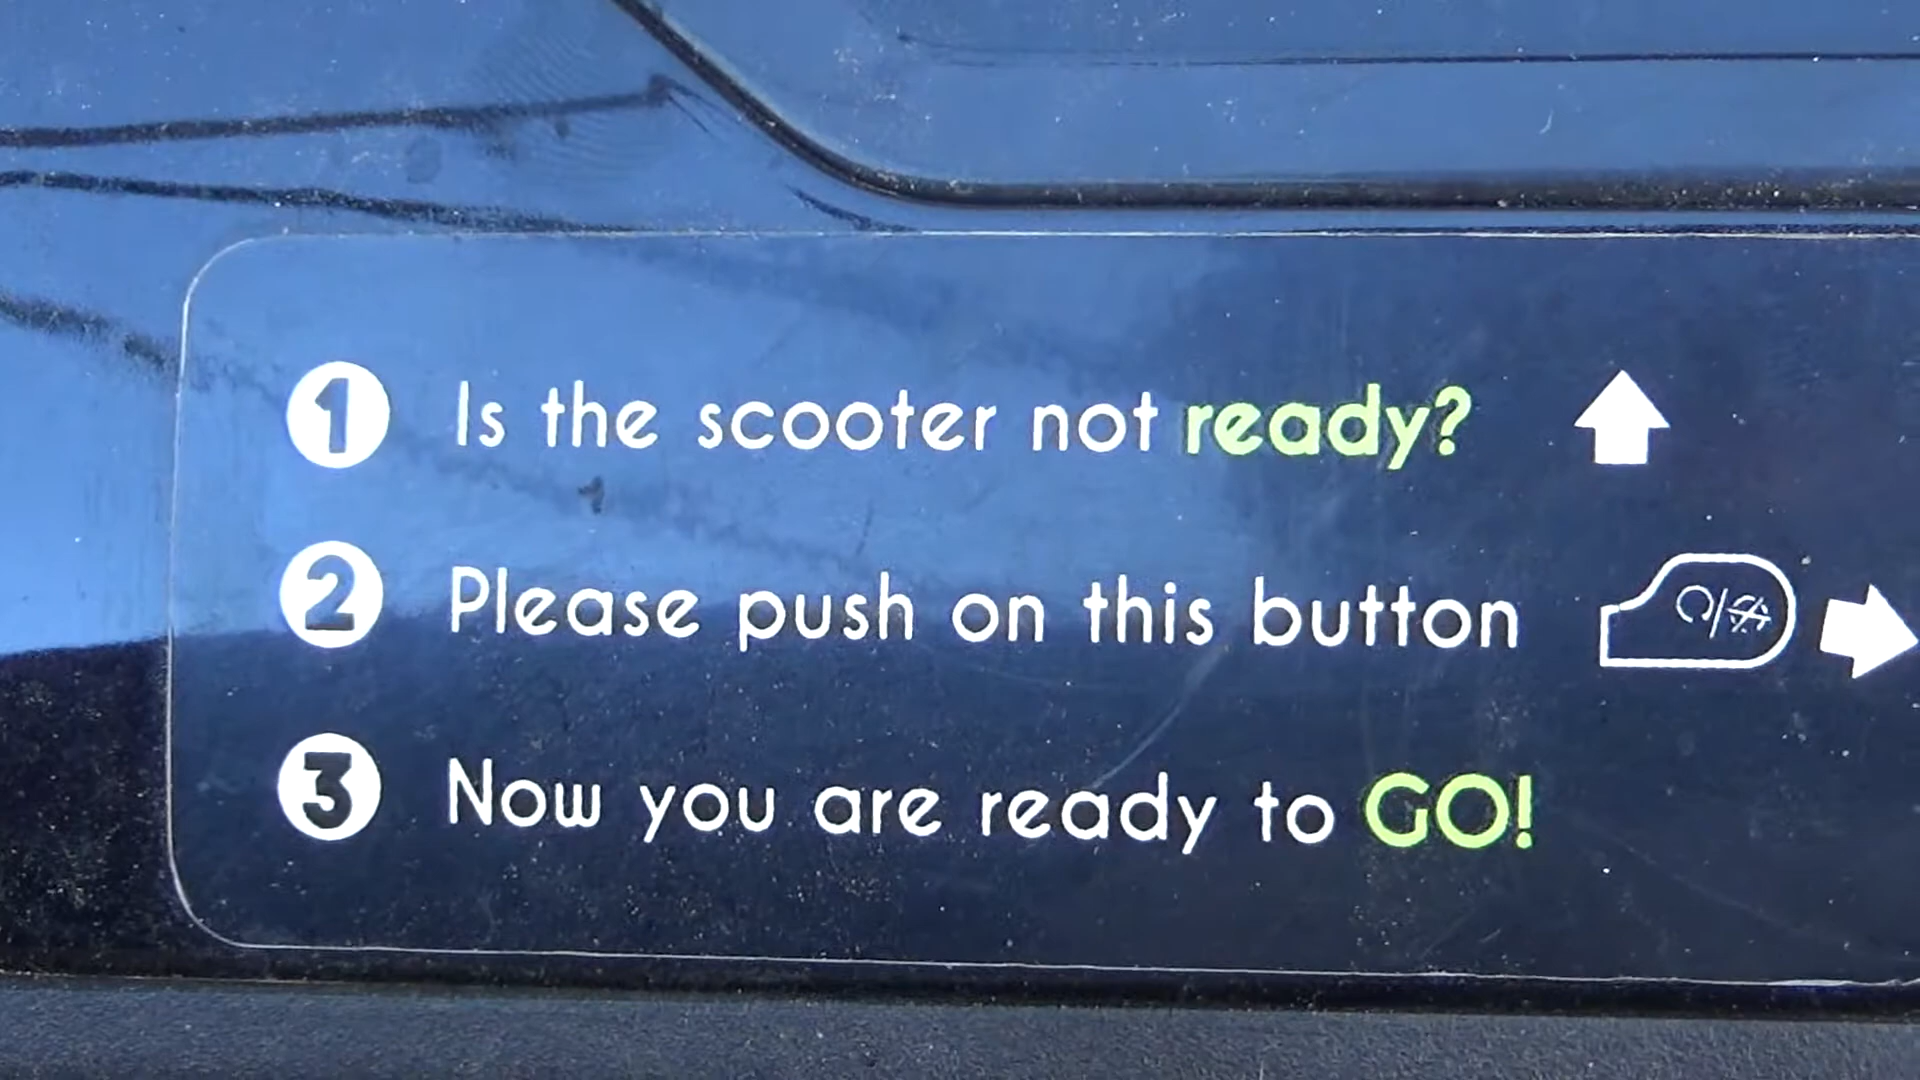 1 Is the scooter not ready?
2 Please push on this button
3 Now you are ready to GO!